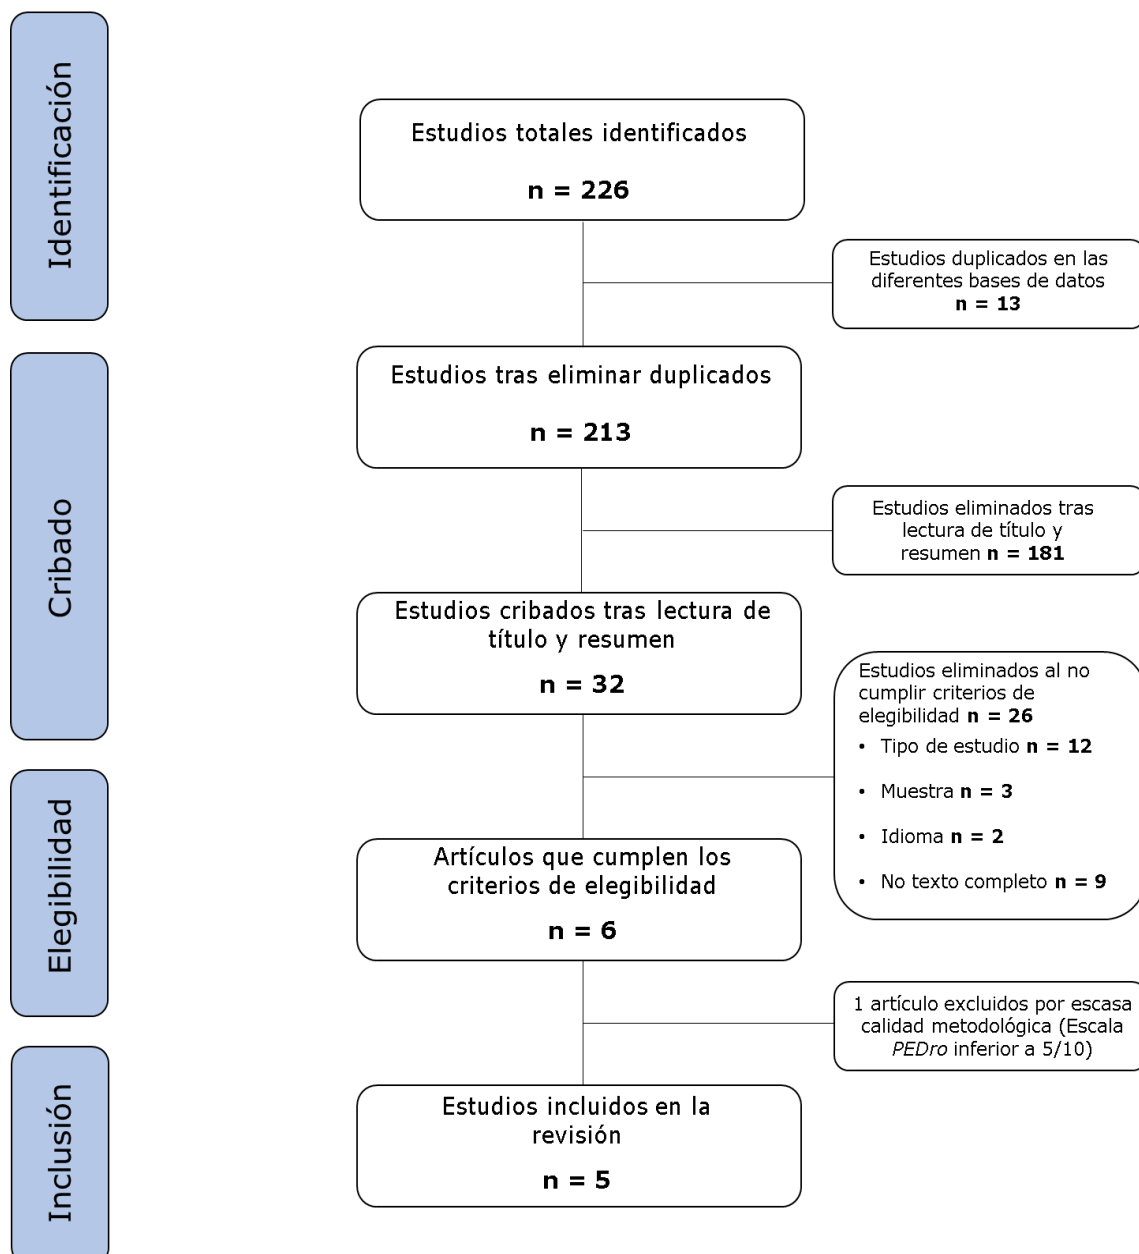 Identificación
Estudios totales identificados
n = 226
Estudios duplicados en las
diferentes bases de datos
n = 13
Cribado
Estudios tras eliminar duplicados
n = 213
Estudios eliminados tras
lectura de título y
resumen n = 181
Estudios cribados tras lectura de
título y resumen
n = 32
Estudios eliminados al no
cumplir criterios de
elegibilidad n = 26
• Tipo de estudio n = 12
• Muestra n = 3
• Idioma n = 2
• No texto completo n = 9
Elegibilidad
Artículos que cumplen los
criterios de elegibilidad
n = 6
1 artículo excluidos por escasa
calidad metodológica (Escala
PEDro inferior a 5/10)
Inclusión
Estudios incluidos en la
revisión
n = 5